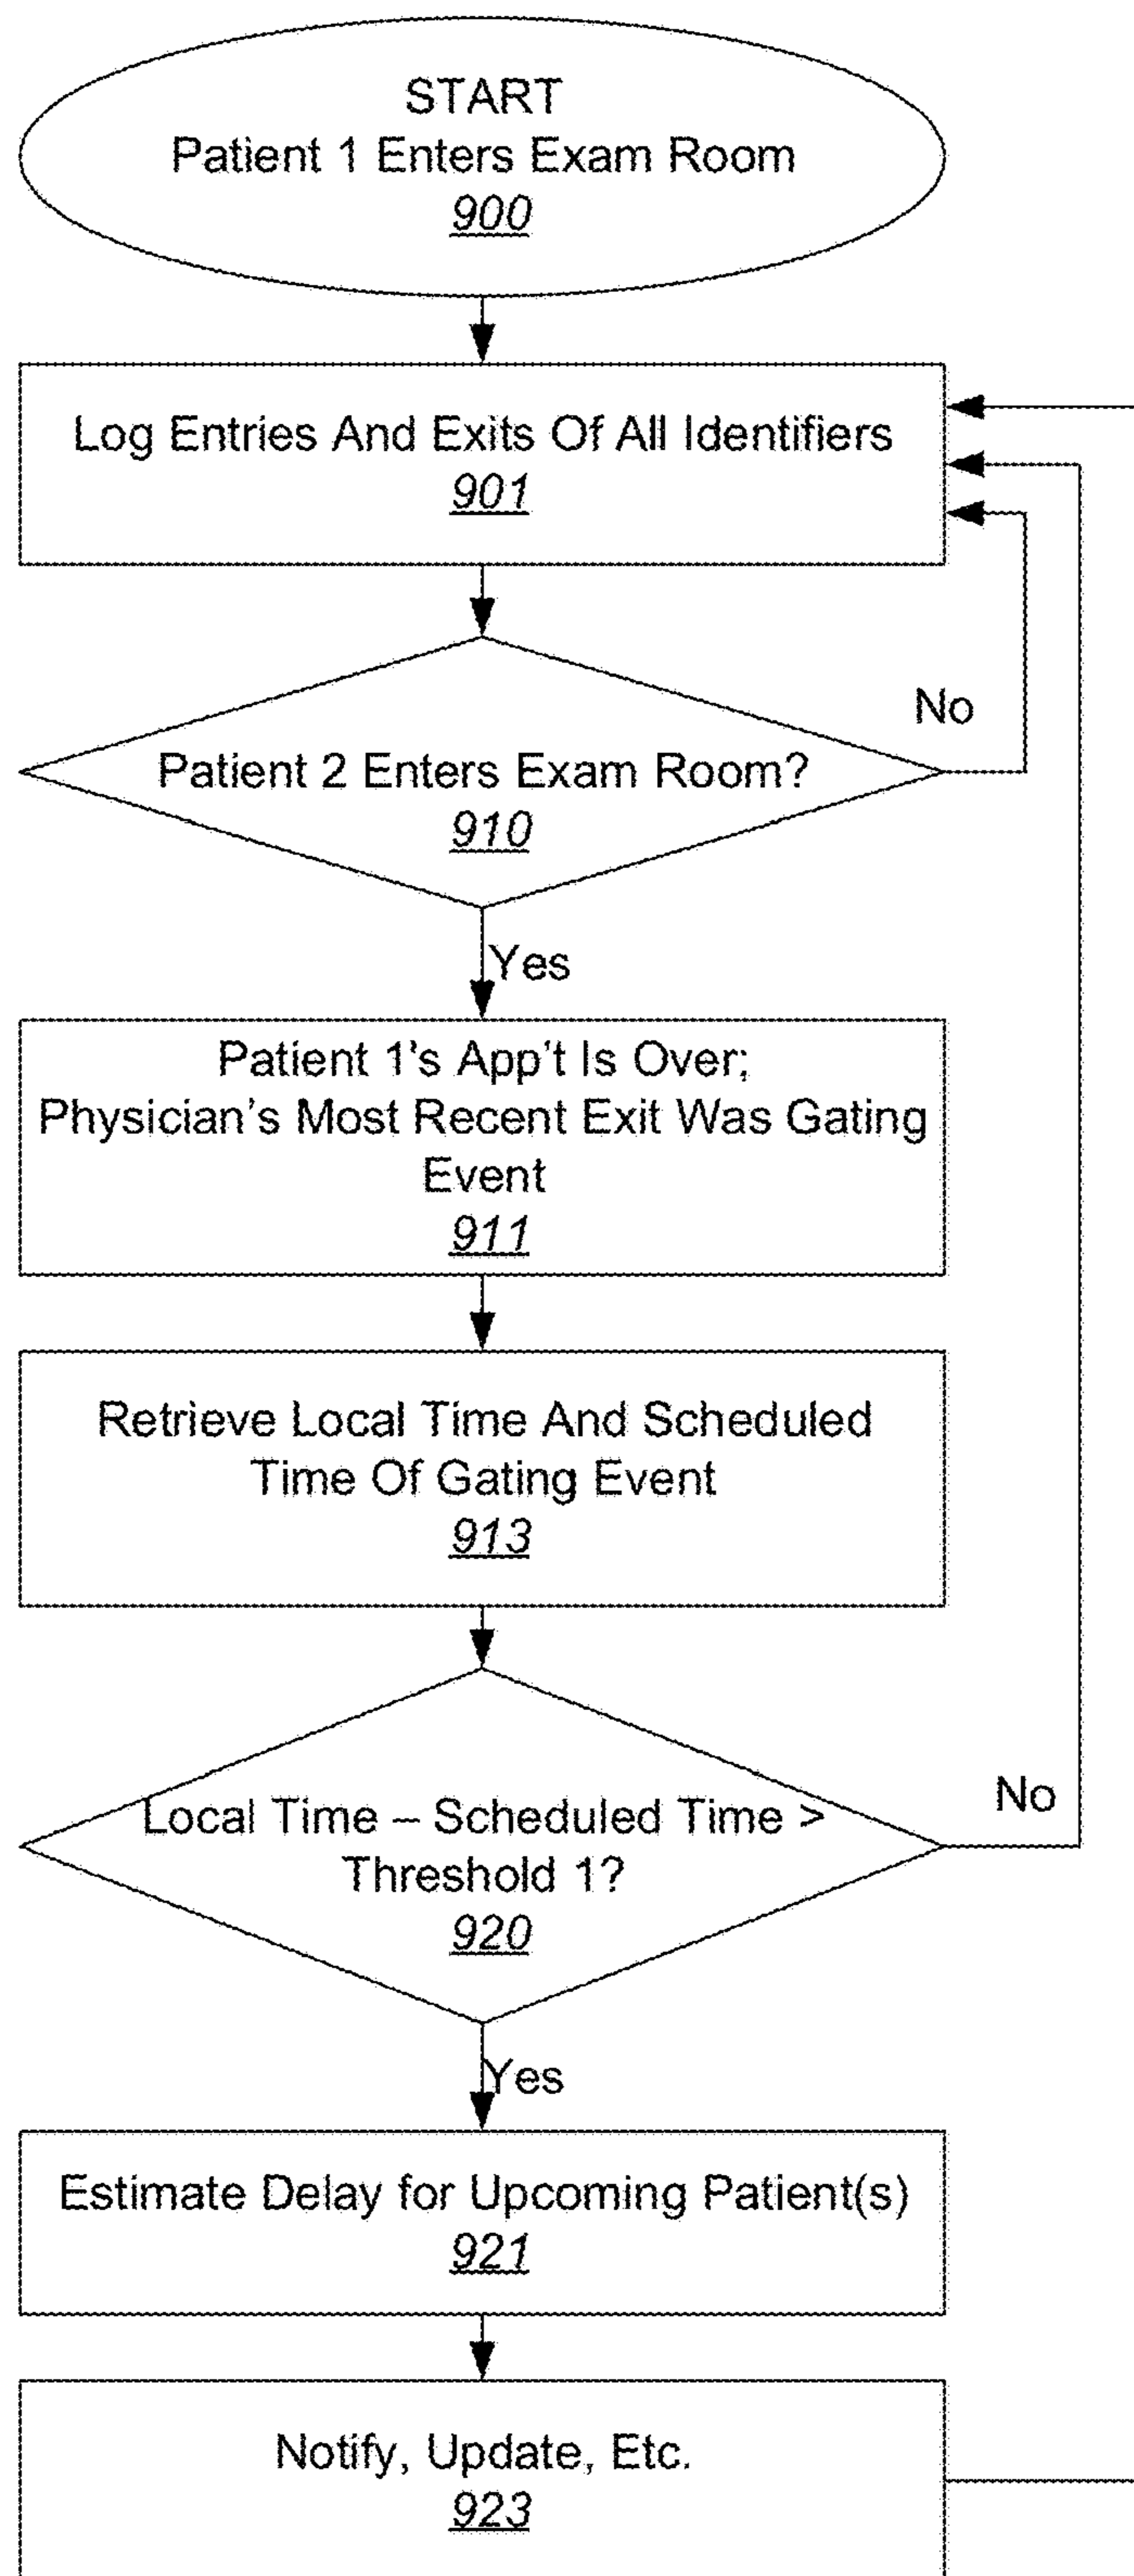 START
Patient 1 Enters Exam Room
900
Log Entries And Exits Of All Identifiers
901
No
Patient 2 Enters Exam Room?
910
Yes
Patient 1's App't Is Over;
Physician's Most Recent Exit Was Gating
Event
911
Retrieve Local Time And Scheduled
Time Of Gating Event
913
No
Local Time – Scheduled Time >
Threshold 1?
920
Yes
Estimate Delay for Upcoming Patient(s)
921
Notify, Update, Etc.
923